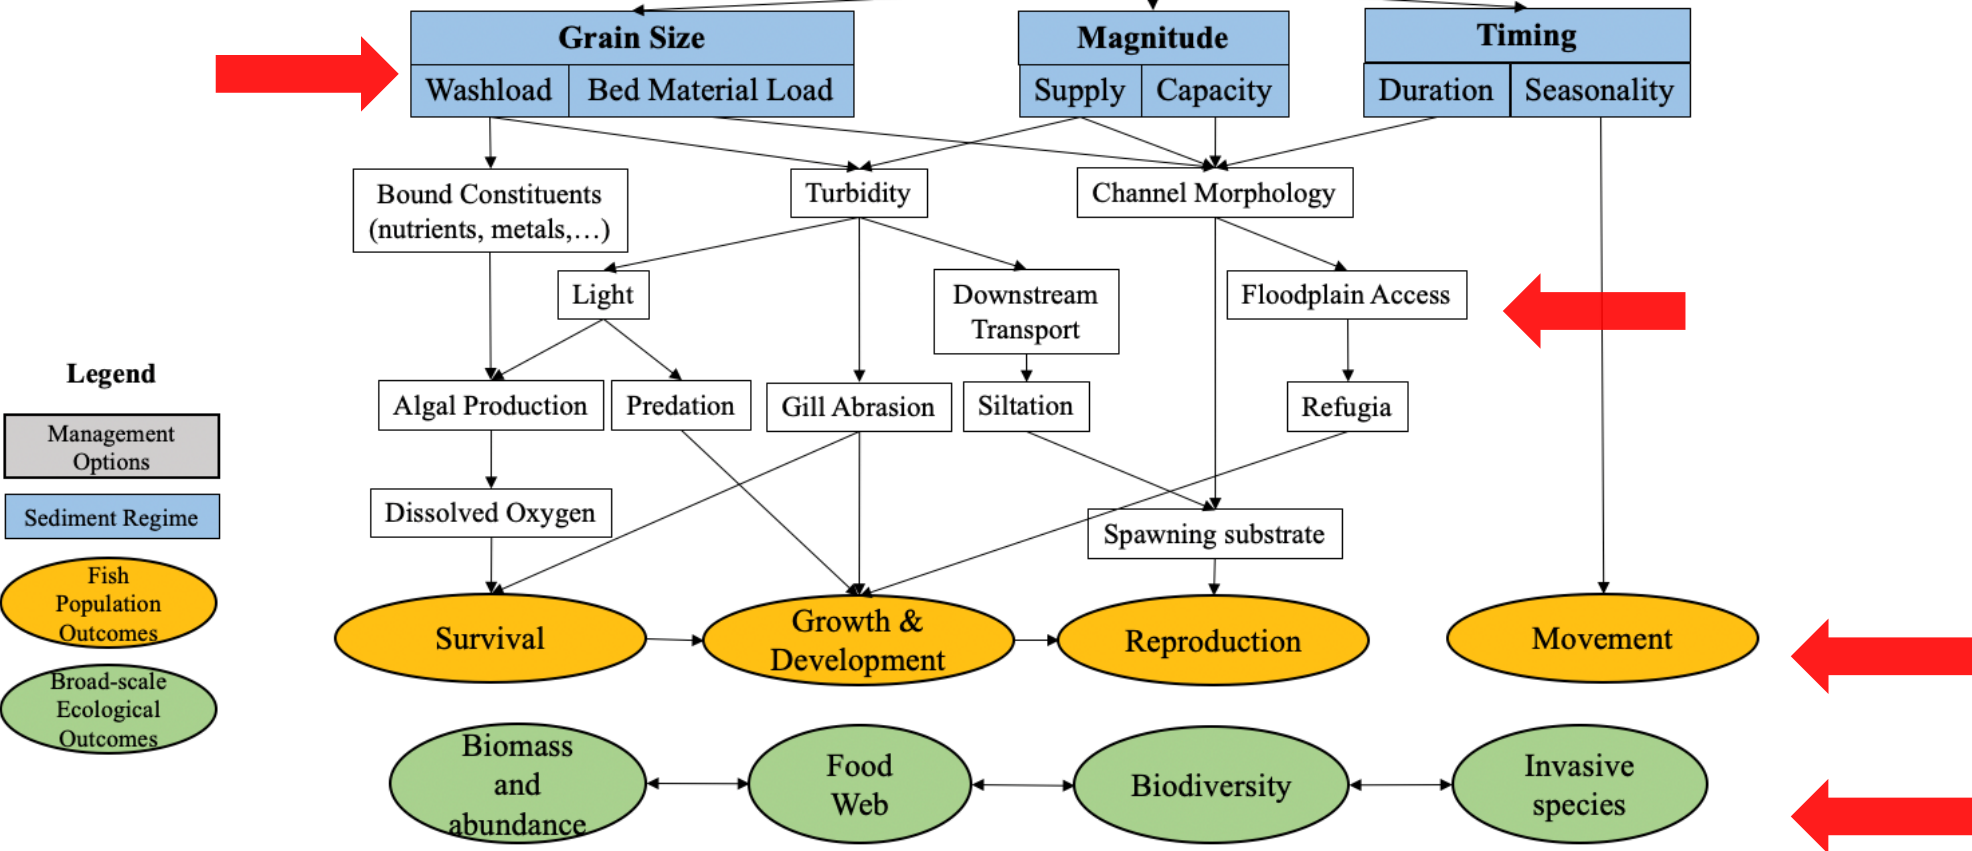 Grain Size
Magnitude
Timing
Washload
Bed Material Load
Supply
Capacity
Duration
Seasonality
Bound Constituents
(nutrients, metals,…)
Turbidity
Channel Morphology
Light
Downstream
Transport
Floodplain Access
Algal Production
Predation
Gill Abrasion
Siltation
Refugia
Dissolved Oxygen
Spawning substrate
Survival
Growth &
Development
Reproduction
Movement
Biomass
and
abundance
Food
Web
Biodiversity
Invasive
species
Legend
Management
Options
Sediment Regime
Fish
Population
Outcomes
Broad-scale
Ecological
Outcomes